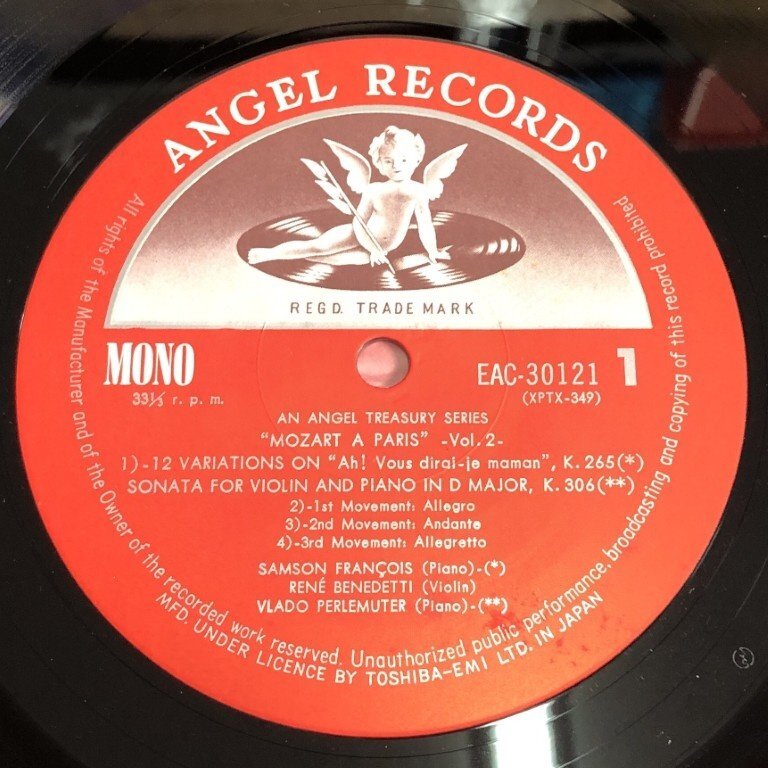 ANGEL RECORDS
REGD. TRADE MARK
MONO
33⅓ r. p. m.
EAC-30121 1
(XPTX-349)
AN ANGEL TREASURY SERIES
"MOZART A PARIS" -Vol. 2-
1)-12 VARIATIONS ON "Ah! Vous dirai-je maman", K. 265(*)
SONATA FOR VIOLIN AND PIANO IN D MAJOR, K. 306(**)
2)-1st Movement: Allegro
3)-2nd Movement: Andante
4)-3rd Movement: Allegretto
SAMSON FRANÇOIS (Piano)-(*)
RENÉ BENEDETTI (Violin)
VLADO PERLEMUTER (Piano)-(**)
All rights of the Manufacturer and of the Owner of the recorded work reserved. Unauthorized public performance, broadcasting and copying of this record prohibited
MFD. UNDER LICENCE BY TOSHIBA-EMI LTD. IN JAPAN